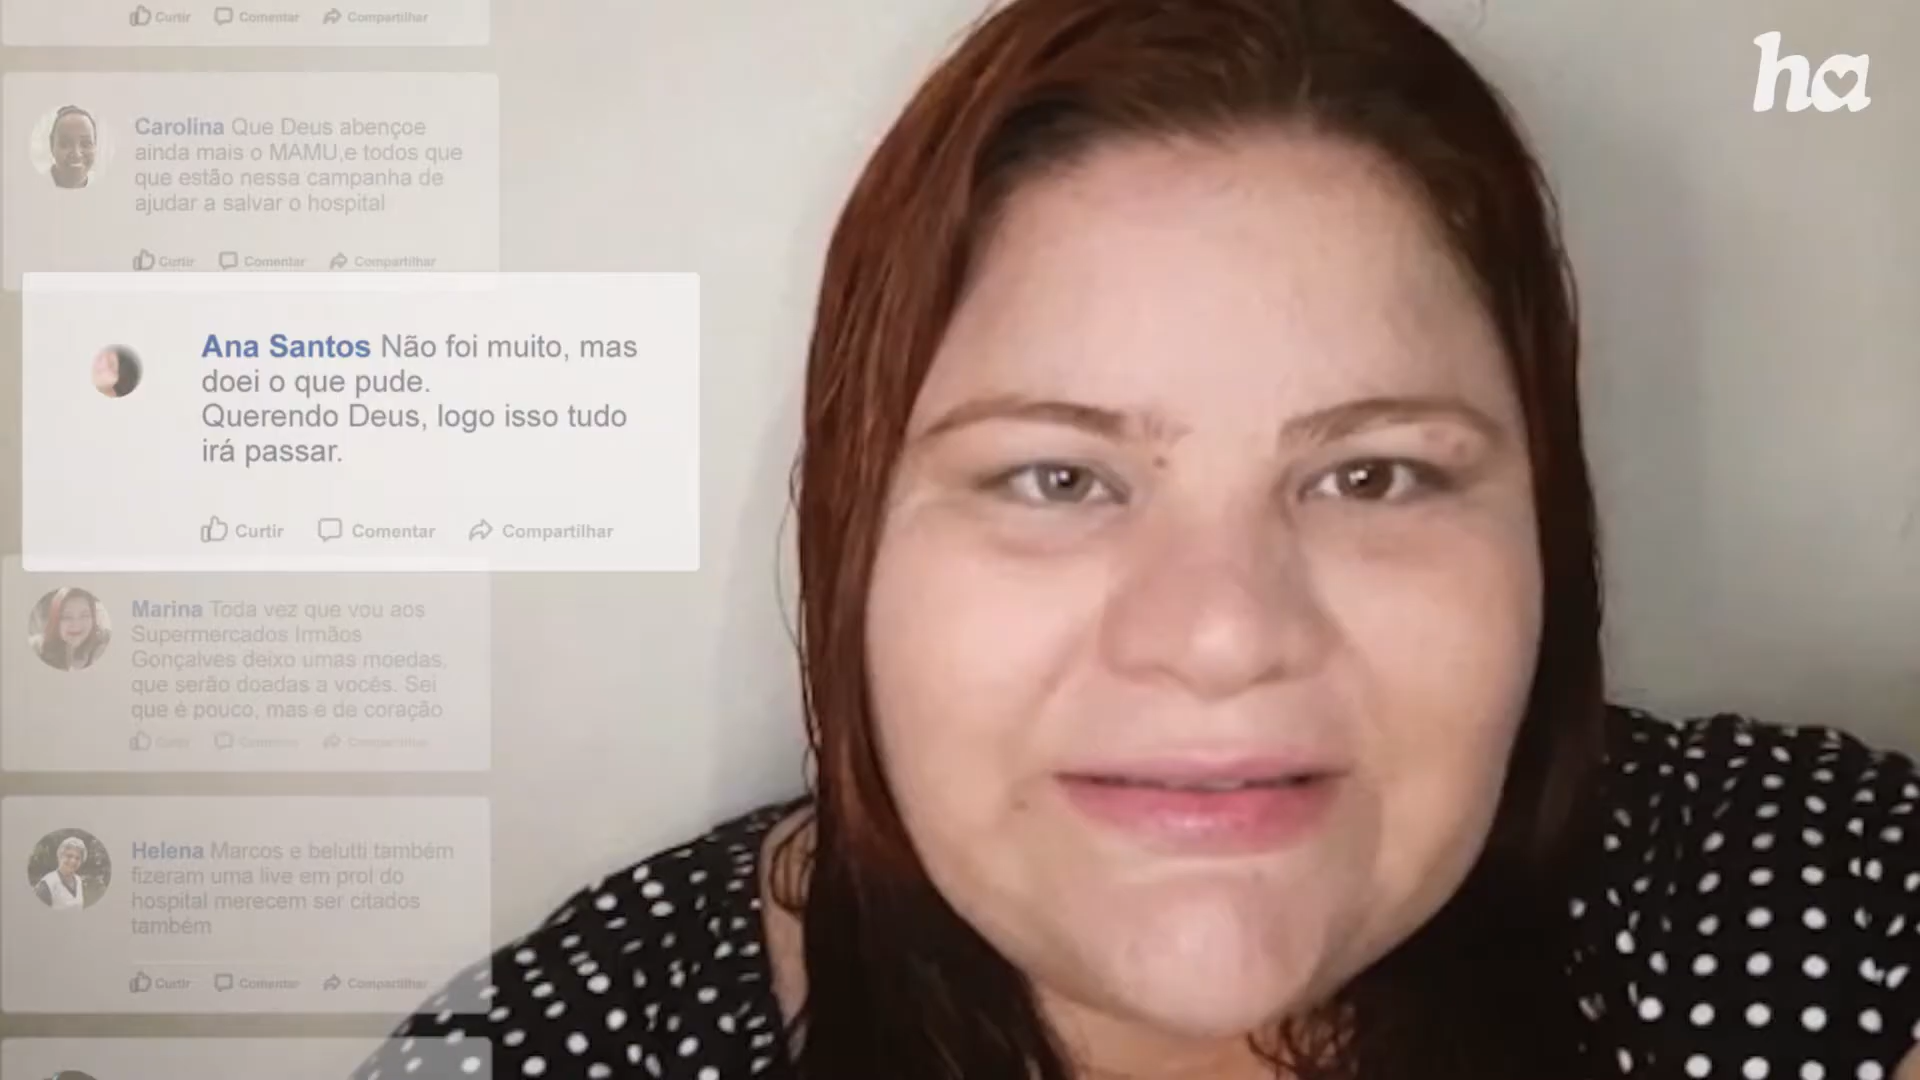 Curtir Comentar Compartilhar
ha
Carolina Que Deus abençoe
ainda mais o MAMU,e todos que
que estão nessa campanha de
ajudar a salvar o hospital
Curtir Comentar Compartilhar
Ana Santos Não foi muito, mas
doei o que pude.
Querendo Deus, logo isso tudo
irá passar.
Curtir Comentar Compartilhar
Marina Toda vez que vou aos
Supermercados Irmãos
Gonçalves deixo umas moedas,
que serão doadas a vocês. Sei
que é pouco, mas e de coração
Curtir Comentar Compartilhar
Helena Marcos e belutti também
fizeram uma live em prol do
hospital merecem ser citados
também
Curtir Comentar Compartilhar